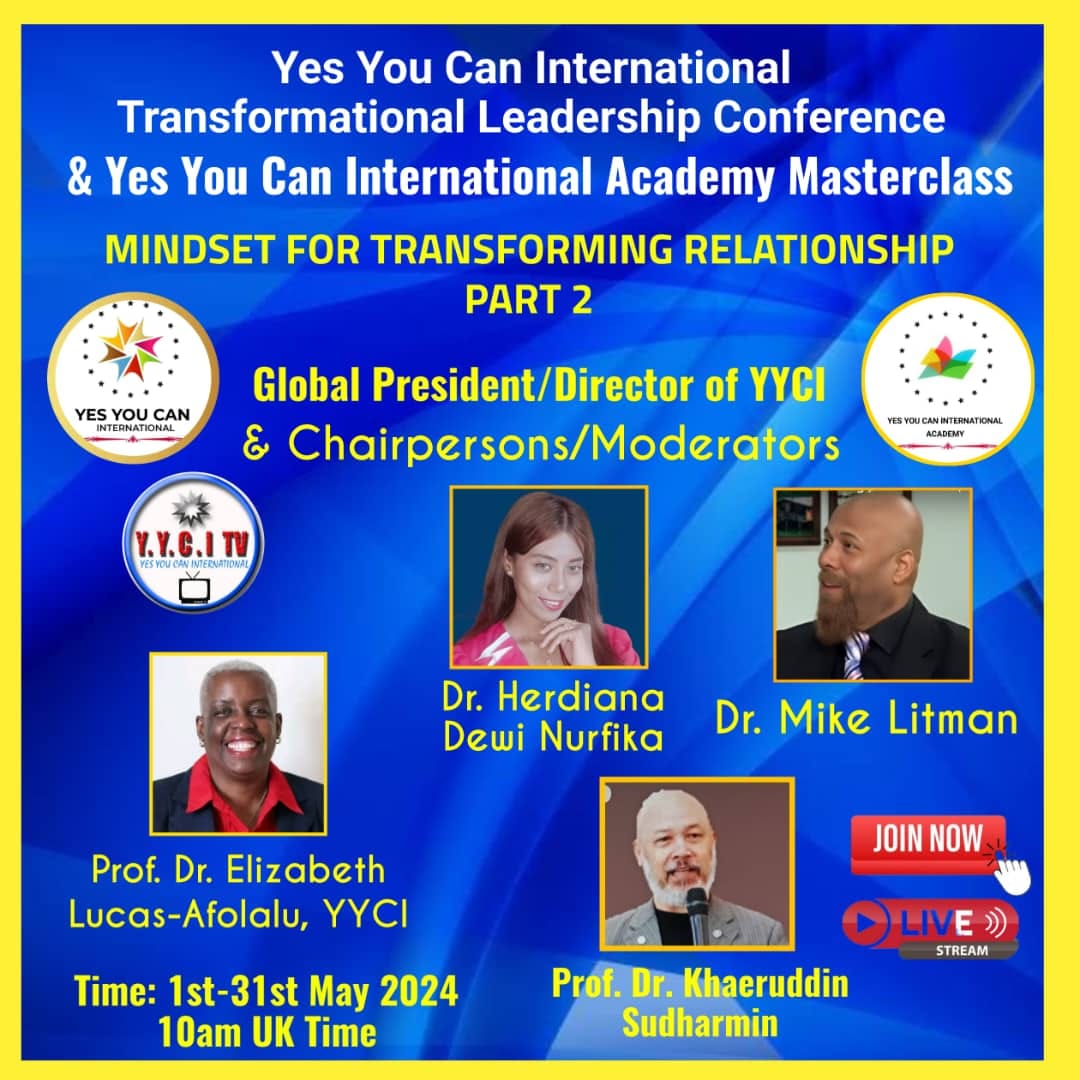 Yes You Can International
Transformational Leadership Conference
& Yes You Can International Academy Masterclass
MINDSET FOR TRANSFORMING RELATIONSHIP
PART 2
YES YOU CAN
INTERNATIONAL
Global President/Director of YYCI
& Chairpersons/Moderators
YES YOU CAN INTERNATIONAL
ACADEMY
Y.Y.C.I TV
YES YOU CAN INTERNATIONAL
Dr. Herdiana
Dewi Nurfika
Dr. Mike Litman
Prof. Dr. Elizabeth
Lucas-Afolalu, YYCI
JOIN NOW
LIVE
STREAM
Time: 1st-31st May 2024
10am UK Time
Prof. Dr. Khaeruddin
Sudharmin